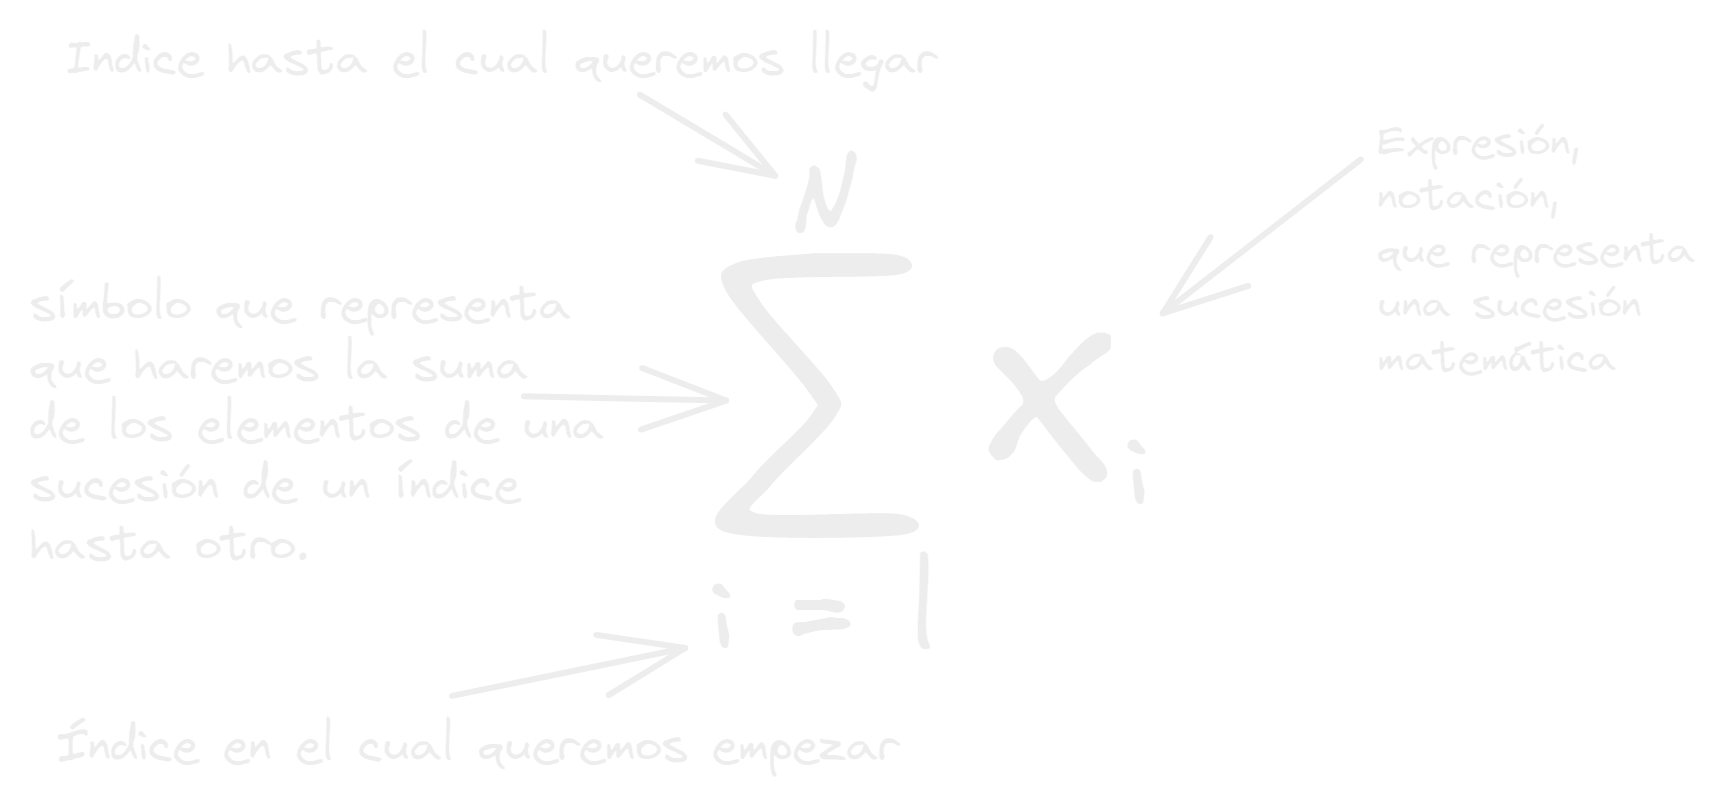 Indice hasta el cual queremos llegar
N
Expresión,
notación,
que representa
una sucesión
matemática
símbolo que representa
que haremos la suma
de los elementos de una
sucesión de un índice
hasta otro.
∑ x_i
i = 1
Índice en el cual queremos empezar